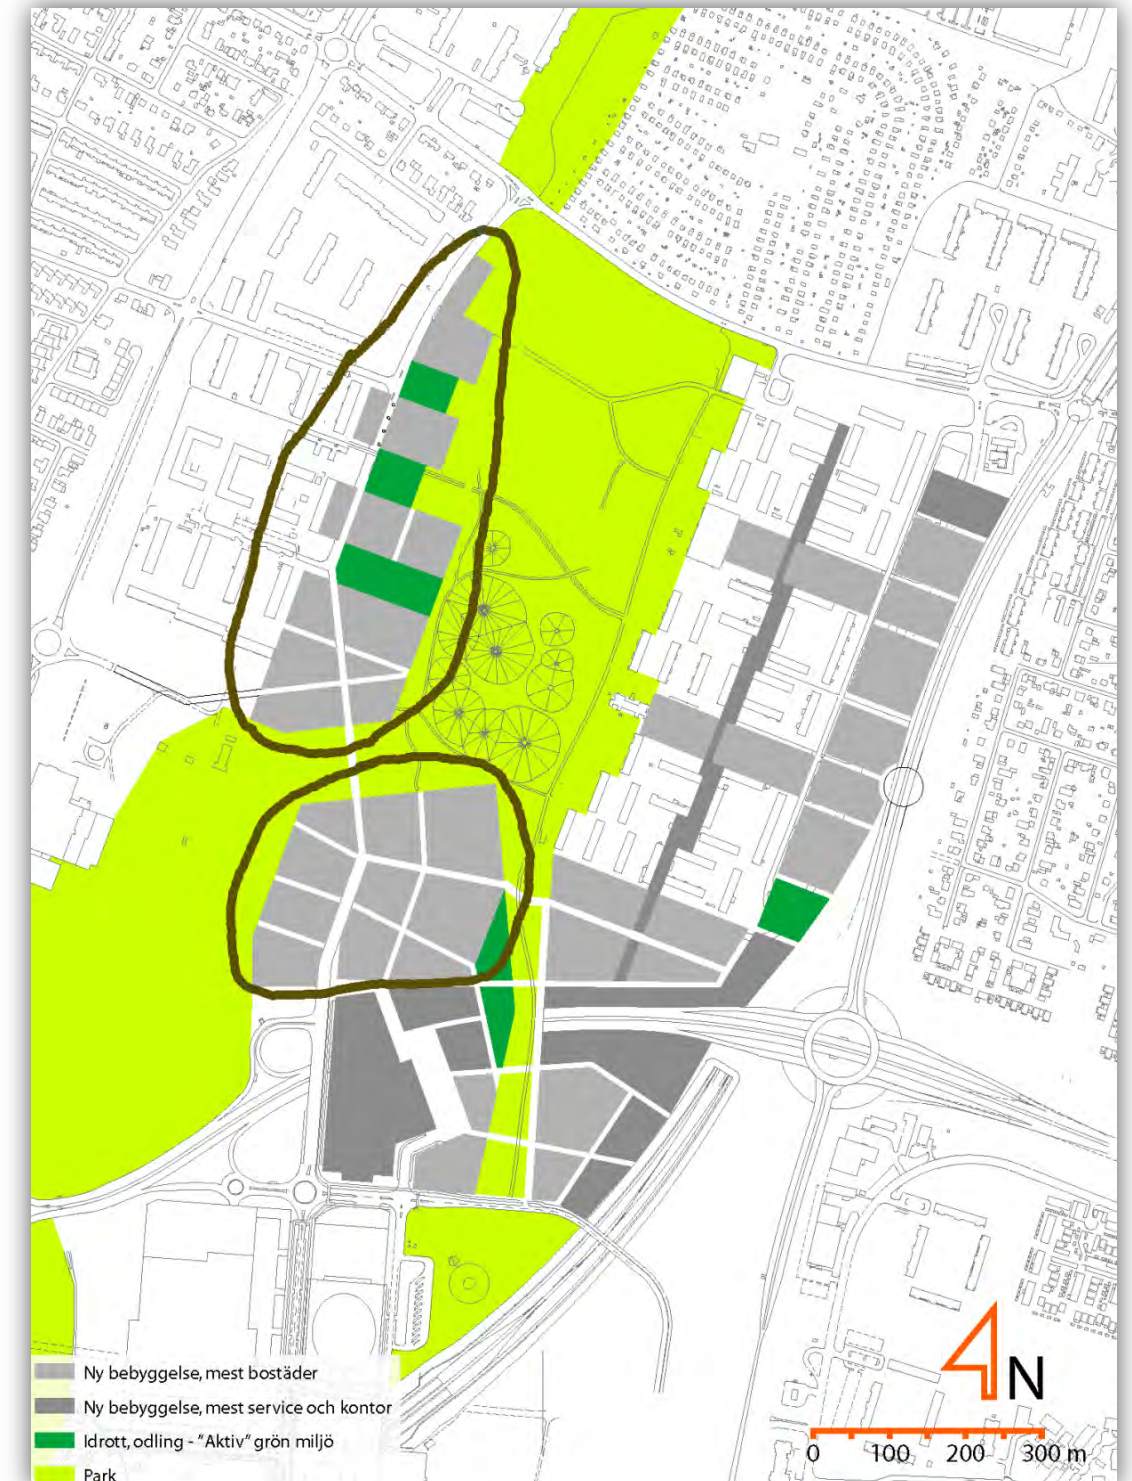 Ny bebyggelse, mest bostäder
Ny bebyggelse, mest service och kontor
Idrott, odling - "Aktiv" grön miljö
Park
N
0 100 200 300 m